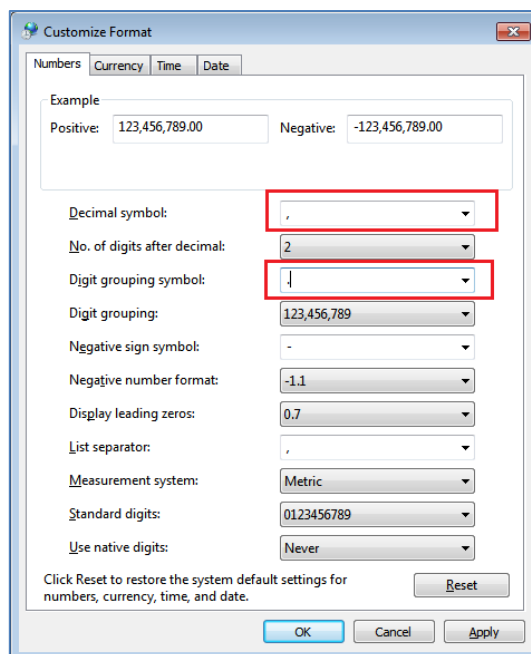 Customize Format
Numbers Currency Time Date
Example
Positive: 123,456,789.00 Negative: -123,456,789.00
Decimal symbol: ,
No. of digits after decimal: 2
Digit grouping symbol: .
Digit grouping: 123,456,789
Negative sign symbol: -
Negative number format: -1.1
Display leading zeros: 0.7
List separator: ,
Measurement system: Metric
Standard digits: 0123456789
Use native digits: Never
Click Reset to restore the system default settings for
numbers, currency, time, and date.
Reset
OK Cancel Apply